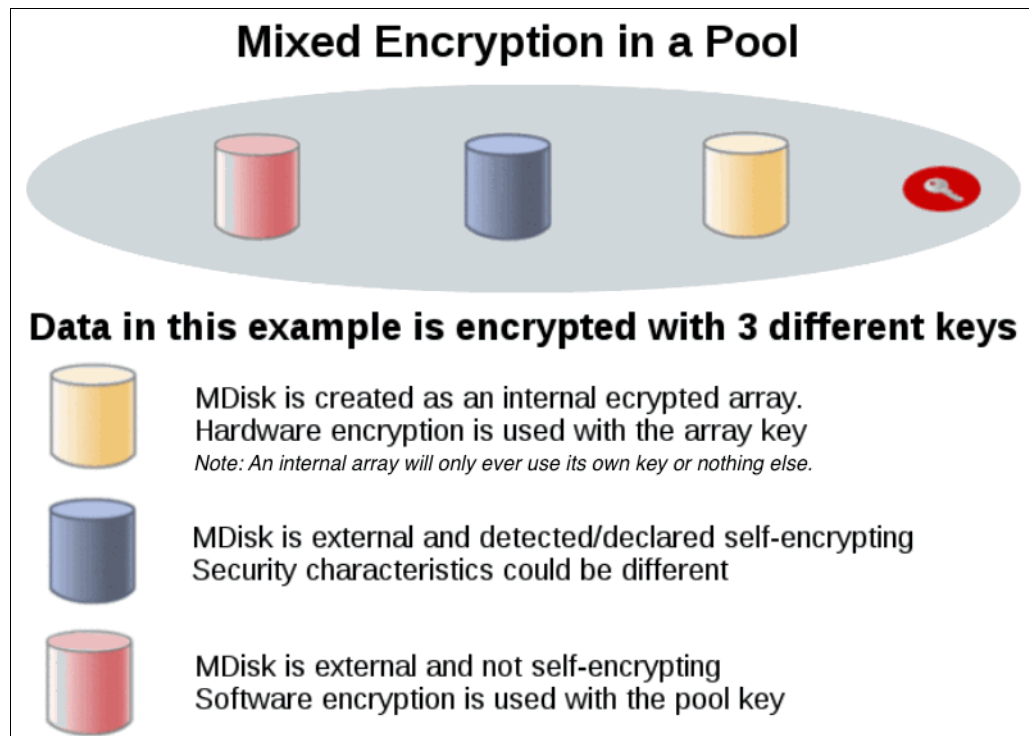 Mixed Encryption in a Pool
Data in this example is encrypted with 3 different keys
MDisk is created as an internal ecrypted array.
Hardware encryption is used with the array key
Note: An internal array will only ever use its own key or nothing else.
MDisk is external and detected/declared self-encrypting
Security characteristics could be different
MDisk is external and not self-encrypting
Software encryption is used with the pool key